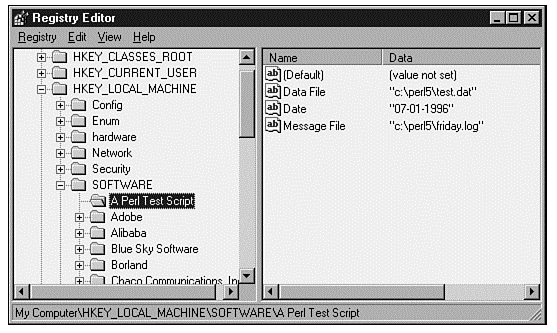 Registry Editor
Registry Edit View Help
HKEY_CLASSES_ROOT
HKEY_CURRENT_USER
HKEY_LOCAL_MACHINE
Config
Enum
hardware
Network
Security
SOFTWARE
A Perl Test Script
Adobe
Alibaba
Blue Sky Software
Borland
Chaco Communications,
Name Data
(Default) (value not set)
Data File "c:\perl5\test.dat"
Date "07-01-1996"
Message File "c:\perl5\friday.log"
My Computer\HKEY_LOCAL_MACHINE\SOFTWARE\A Perl Test Script